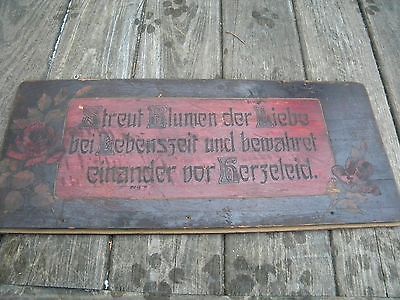 Streut Blumen der Liebe
bei Lebenszeit und bewahret
einander vor Herzeleid.